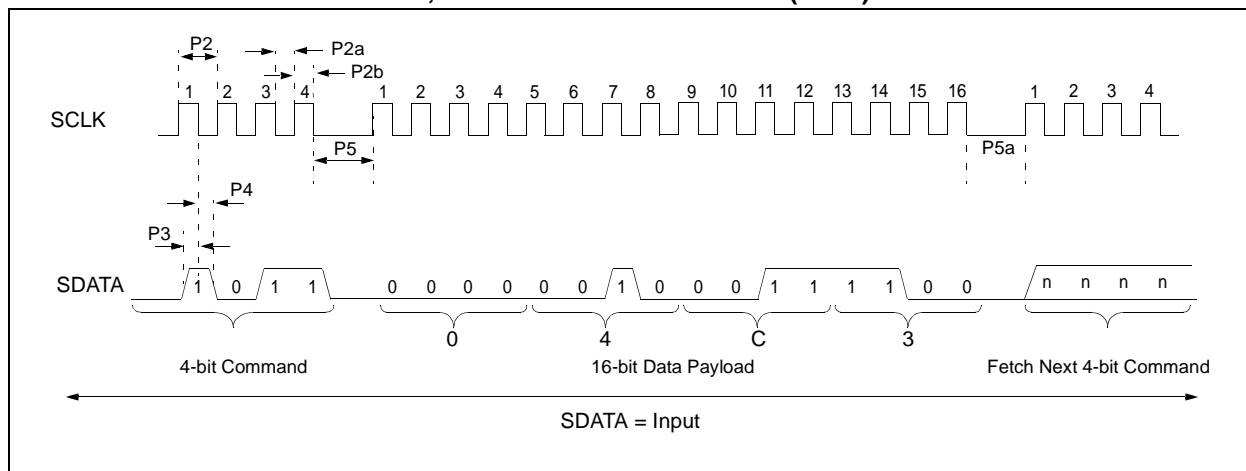 P2
P2a
P2b
1 2 3 4
1 2 3 4 5 6 7 8 9 10 11 12 13 14 15 16
1 2 3 4
SCLK
P5
P5a
P4
P3
SDATA
1 0 1 1
0 0 0 0 0 0 1 0 0 0 1 1 1 1 0 0
n n n n
0 4 C 3
4-bit Command
16-bit Data Payload
Fetch Next 4-bit Command
SDATA = Input